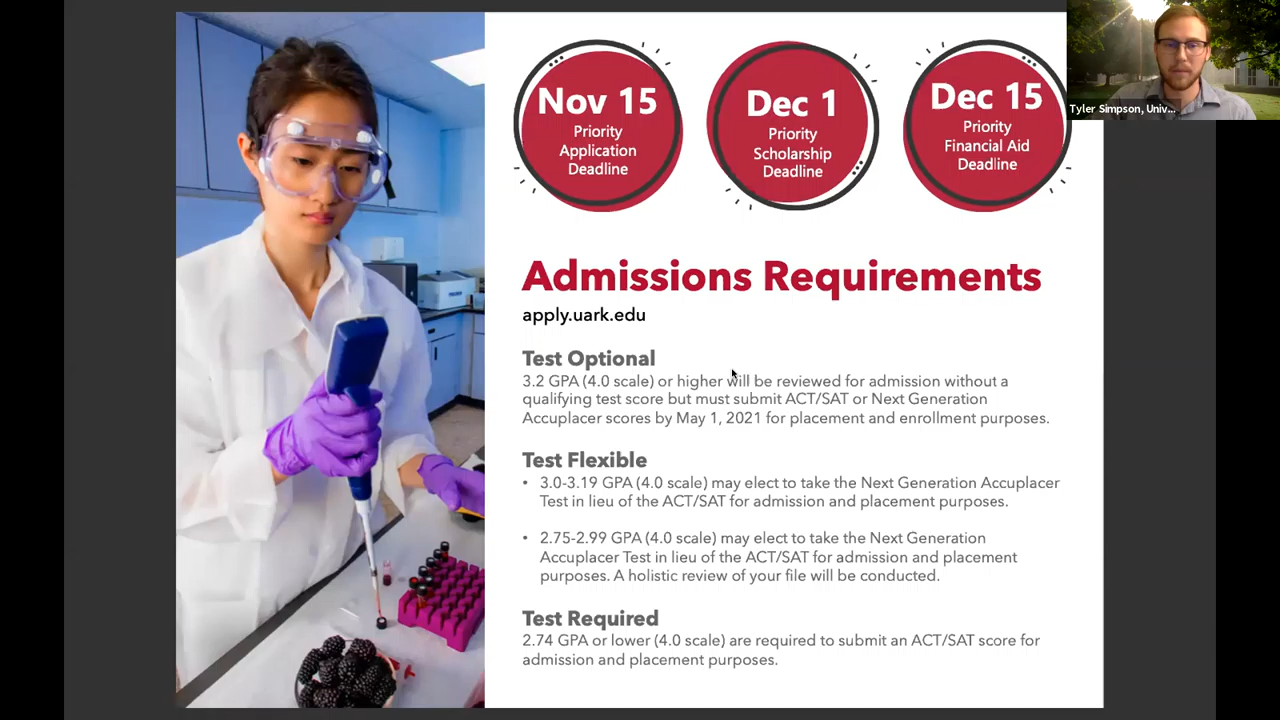 Nov 15
Priority
Application
Deadline
Dec 1
Priority
Scholarship
Deadline
Dec 15
Priority
Financial Aid
Deadline
Tyler Simpson, Univ...
Admissions Requirements
apply.uark.edu
Test Optional
3.2 GPA (4.0 scale) or higher will be reviewed for admission without a
qualifying test score but must submit ACT/SAT or Next Generation
Accuplacer scores by May 1, 2021 for placement and enrollment purposes.
Test Flexible
• 3.0-3.19 GPA (4.0 scale) may elect to take the Next Generation Accuplacer
Test in lieu of the ACT/SAT for admission and placement purposes.
• 2.75-2.99 GPA (4.0 scale) may elect to take the Next Generation
Accuplacer Test in lieu of the ACT/SAT for admission and placement
purposes. A holistic review of your file will be conducted.
Test Required
2.74 GPA or lower (4.0 scale) are required to submit an ACT/SAT score for
admission and placement purposes.